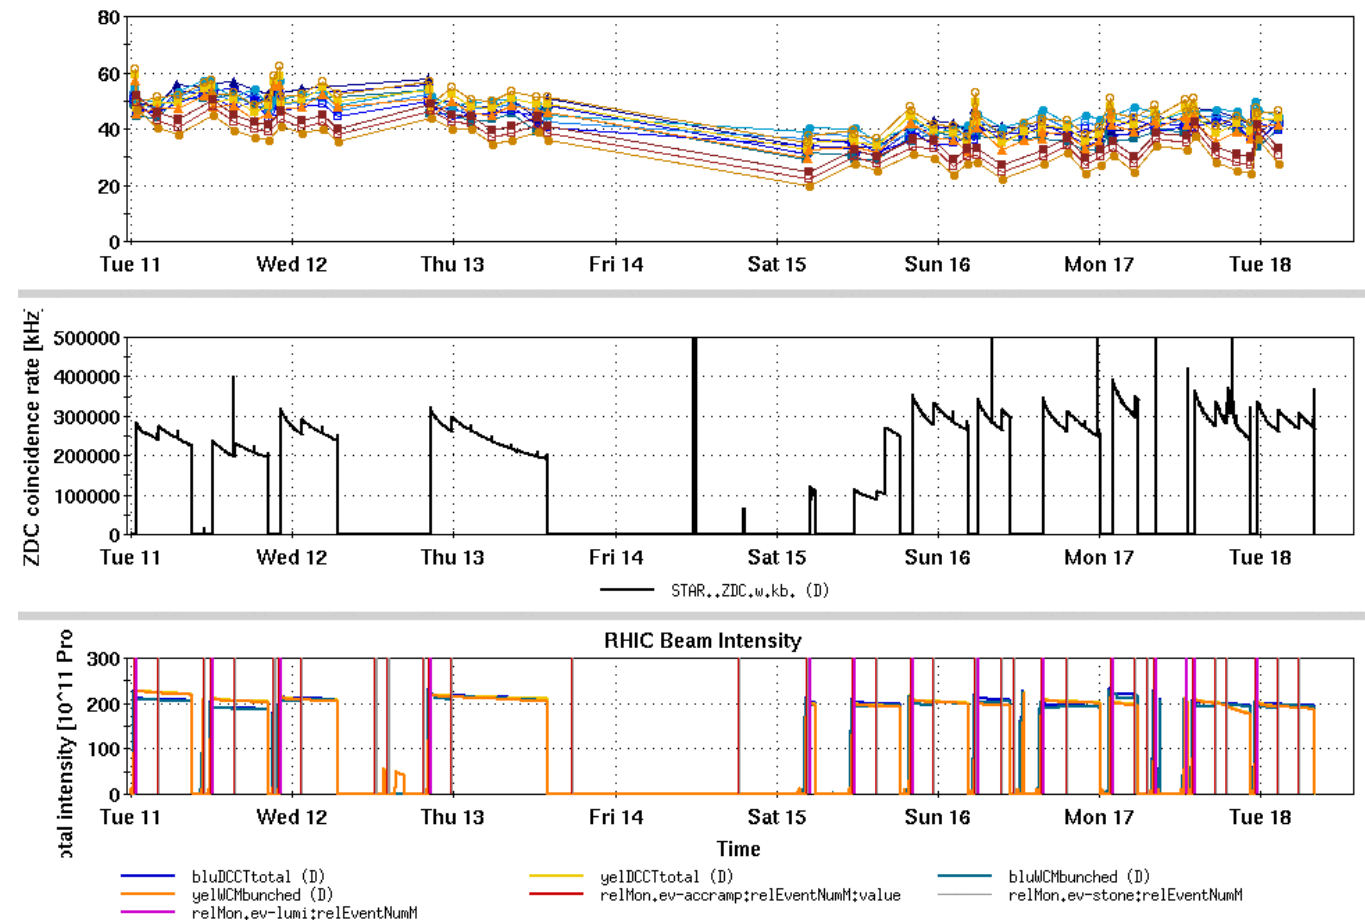 80
60
40
20
0
Tue 11 Wed 12 Thu 13 Fri 14 Sat 15 Sun 16 Mon 17 Tue 18
ZDC coincidence rate [kHz]
500000
400000
300000
200000
100000
0
Tue 11 Wed 12 Thu 13 Fri 14 Sat 15 Sun 16 Mon 17 Tue 18
STAR..ZDC.w.kb. (D)
RHIC Beam Intensity
otal intensity [10^11 Pro
300
200
100
0
Tue 11 Wed 12 Thu 13 Fri 14 Sat 15 Sun 16 Mon 17 Tue 18
Time
bluDCCTtotal (D) yelDCCTtotal (D) bluWCMbunched (D)
yelWCMbunched (D) relMon.ev-accramp:relEventNumM:value relMon.ev-stone:relEventNumM
relMon.ev-lumi:relEventNumM